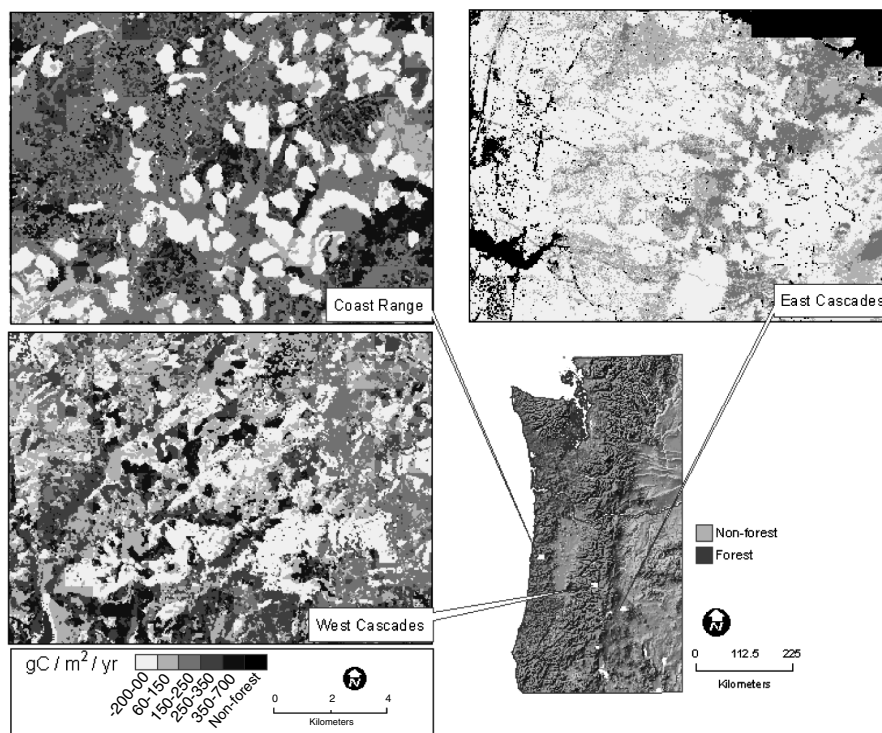 Coast Range
East Cascades
West Cascades
Non-forest
Forest
N
0 112.5 225
Kilometers
gC / m² / yr
-200-00
60-150
150-250
250-350
350-700
Non-forest
N
0 2 4
Kilometers